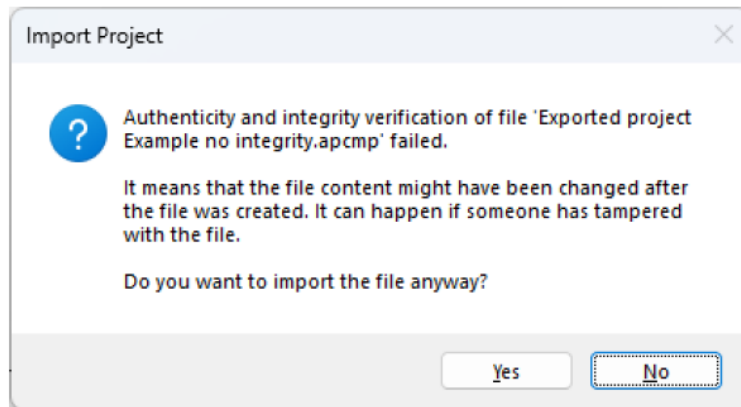 Import Project
?
Authenticity and integrity verification of file 'Exported project
Example no integrity.apcmp' failed.
It means that the file content might have been changed after
the file was created. It can happen if someone has tampered
with the file.
Do you want to import the file anyway?
Yes No